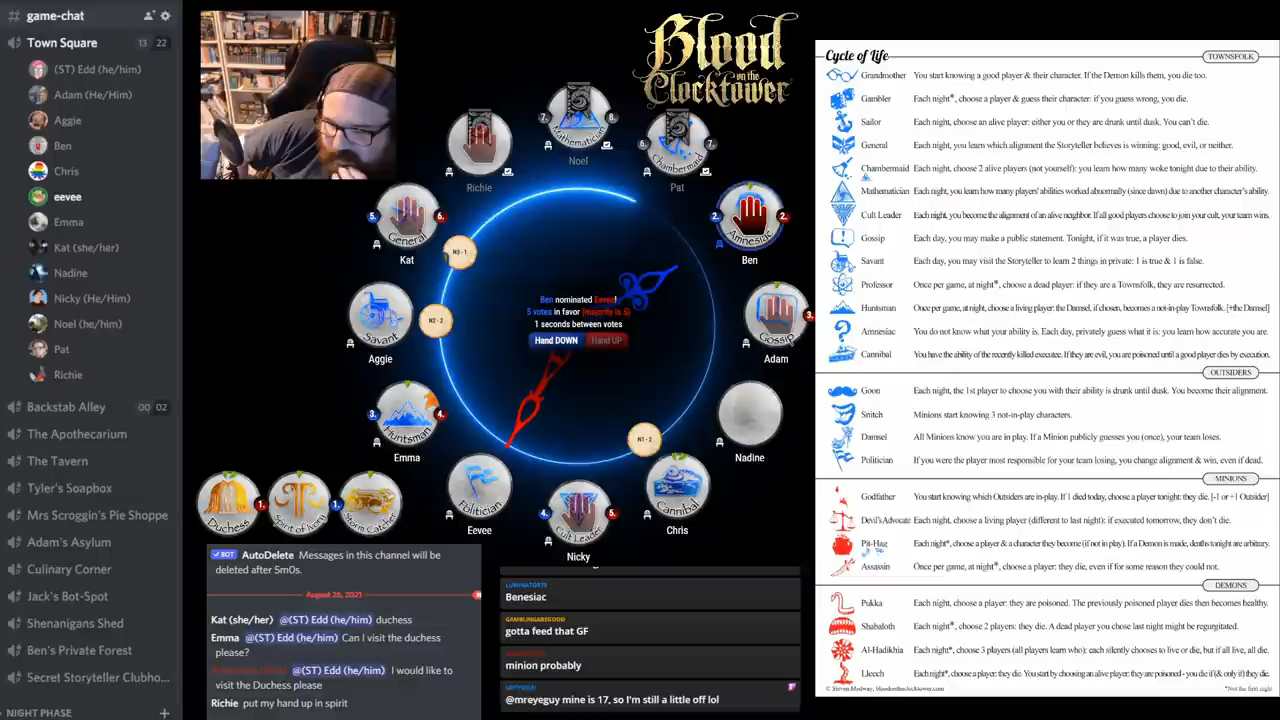 # game-chat
Town Square 13 22
(ST) Edd (he/him)
Adam (He/Him)
Aggie
Ben
Chris
eevee
Emma
Kat (she/her)
Nadine
Nicky (He/Him)
Noel (he/him)
Pat
Richie
Backstab Alley 00 02
The Apothecarium
The Tavern
Tyler's Soapbox
Mrs Scroggin's Pie Shoppe
Adam's Asylum
Culinary Corner
Jack's Bot-Spot
Shenanigans Shed
Ben's Private Forest
Secret Storyteller Clubho...
NIGHT PHASE
Blood
on the
Clocktower
Richie
7. Mathematician 8.
Noel
6. Chambermaid 7.
Pat
5. General 6.
Kat
N3 - 1
2. Amnesiac 2.
Ben
Savant
Aggie
N2 - 2
Gossip 3.
Adam
Ben nominated Eevee!
5 votes in favor (majority is 5)
1 seconds between votes
Hand DOWN Hand UP
3. Huntsman 4.
Emma
Nadine
N1 - 2
Politician
Eevee
4. Cult Leader 5.
Nicky
Cannibal
Chris
Duchess 1.
Spirit of Ivory 1.
Storm Catcher
BOT AutoDelete Messages in this channel will be
deleted after 5m0s.
August 26, 2021
Kat (she/her) @(ST) Edd (he/him) duchess
Emma @(ST) Edd (he/him) Can I visit the duchess
please?
@(ST) Edd (he/him) I would like to
visit the Duchess please
Richie put my hand up in spirit
Benesiac
GAMBLINGBEGOOD
gotta feed that GF
minion probably
@mreyeguy mine is 17, so I'm still a little off lol
Cycle of Life
TOWNSFOLK
Grandmother You start knowing a good player & their character. If the Demon kills them, you die too.
Gambler Each night*, choose a player & guess their character: if you guess wrong, you die.
Sailor Each night, choose an alive player: either you or they are drunk until dusk. You can't die.
General Each night, you learn which alignment the Storyteller believes is winning: good, evil, or neither.
Chambermaid Each night, choose 2 alive players (not yourself): you learn how many woke tonight due to their ability.
Mathematician Each night, you learn how many players' abilities worked abnormally (since dawn) due to another character's ability.
Cult Leader Each night, you become the alignment of an alive neighbor. If all good players choose to join your cult, your team wins.
Gossip Each day, you may make a public statement. Tonight, if it was true, a player dies.
Savant Each day, you may visit the Storyteller to learn 2 things in private: 1 is true & 1 is false.
Professor Once per game, at night*, choose a dead player: if they are a Townsfolk, they are resurrected.
Huntsman Once per game, at night, choose a living player: the Damsel, if chosen, becomes a not-in-play Townsfolk. [+the Damsel]
Amnesiac You do not know what your ability is. Each day, privately guess what it is: you learn how accurate you are.
Cannibal You have the ability of the recently killed executee. If they are evil, you are poisoned until a good player dies by execution.
OUTSIDERS
Goon Each night, the 1st player to choose you with their ability is drunk until dusk. You become their alignment.
Snitch Minions start knowing 3 not-in-play characters.
Damsel All Minions know you are in play. If a Minion publicly guesses you (once), your team loses.
Politician If you were the player most responsible for your team losing, you change alignment & win, even if dead.
MINIONS
Godfather You start knowing which Outsiders are in-play. If 1 died today, choose a player tonight: they die. [-1 or +1 Outsider]
Devil's Advocate Each night, choose a living player (different to last night): if executed tomorrow, they don't die.
Pit-Hag Each night*, choose a player & a character they become (if not in play). If a Demon is made, deaths tonight are arbitrary.
Assassin Once per game, at night*, choose a player: they die, even if for some reason they could not.
DEMONS
Pukka Each night, choose a player: they are poisoned. The previously poisoned player dies then becomes healthy.
Shabaloth Each night*, choose 2 players: they die. A dead player you chose last night might be regurgitated.
Al-Hadikhia Each night*, choose 3 players (all players learn who): each silently chooses to live or die, but if all live, all die.
Lleech Each night*, choose a player: they die. You start by choosing an alive player: they are poisoned - you die if (& only if) they die.
© Steven Medway, bloodontheclocktower.com
*Not the first night